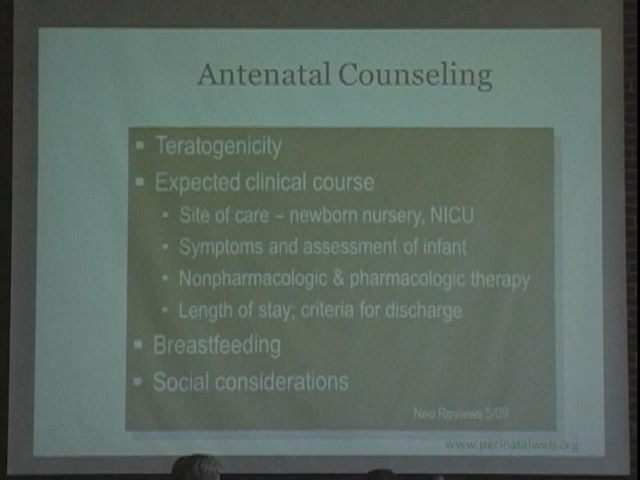 Antenatal Counseling
▪ Teratogenicity
▪ Expected clinical course
• Site of care – newborn nursery, NICU
• Symptoms and assessment of infant
• Nonpharmacologic & pharmacologic therapy
• Length of stay; criteria for discharge
▪ Breastfeeding
▪ Social considerations
Neo Reviews 5/09
www.perinatalweb.org